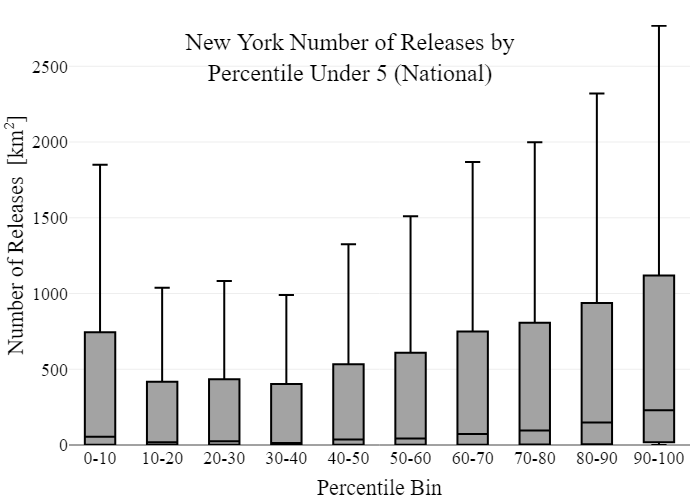 New York Number of Releases by
Percentile Under 5 (National)
Number of Releases [km²]
2500
2000
1500
1000
500
0
0-10 10-20 20-30 30-40 40-50 50-60 60-70 70-80 80-90 90-100
Percentile Bin